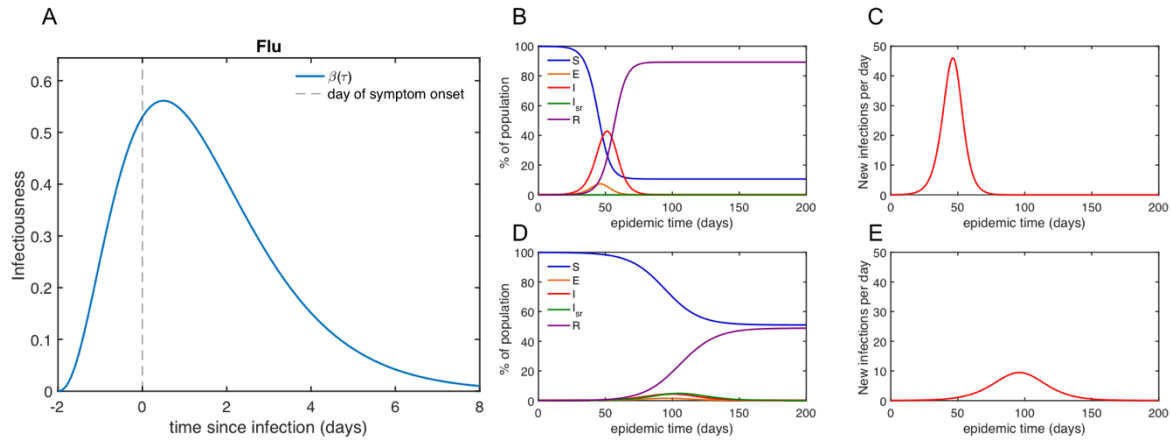 A
Flu
β(τ)
day of symptom onset
Infectiousness
0.6
0.5
0.4
0.3
0.2
0.1
0
-2
0
2
4
6
8
time since infection (days)
B
% of population
100
80
60
40
20
0
S
E
I
I_sr
R
0
50
100
150
200
epidemic time (days)
C
New infections per day
50
40
30
20
10
0
0
50
100
150
200
epidemic time (days)
D
% of population
100
80
60
40
20
0
S
E
I
I_sr
R
0
50
100
150
200
epidemic time (days)
E
New infections per day
50
40
30
20
10
0
0
50
100
150
200
epidemic time (days)